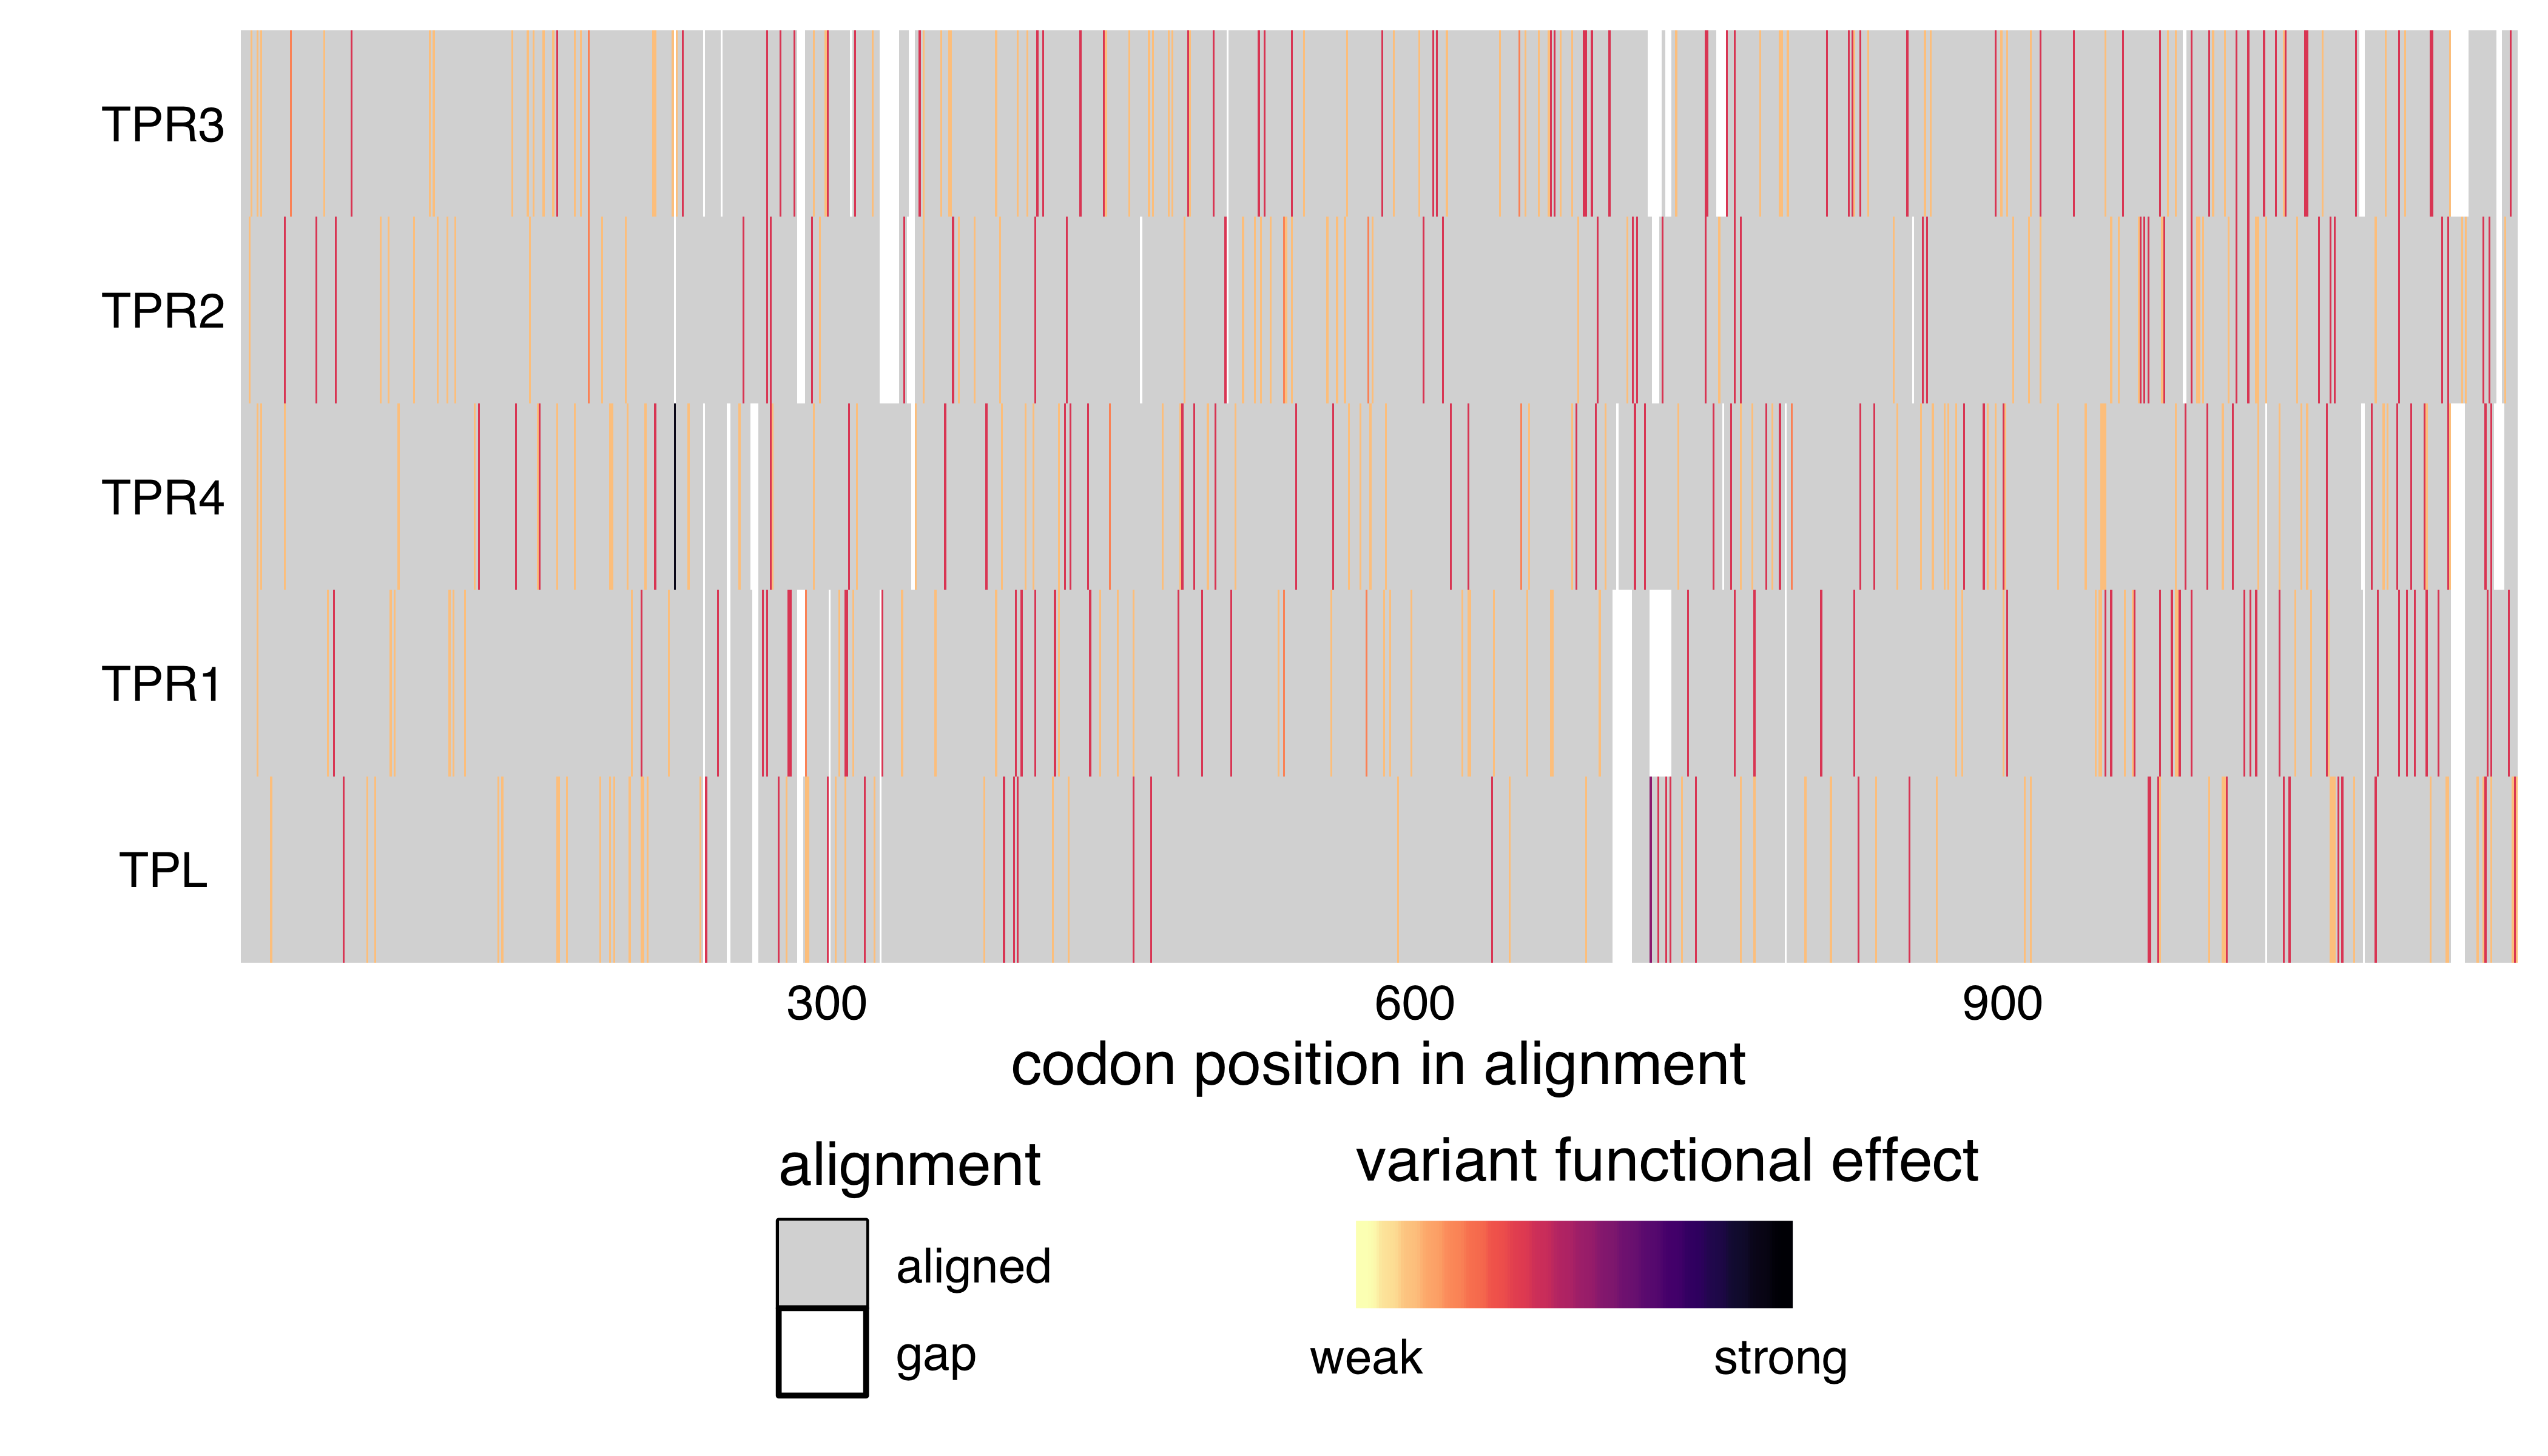 TPR3
TPR2
TPR4
TPR1
TPL
300 600 900
codon position in alignment
alignment
aligned
gap
variant functional effect
weak strong